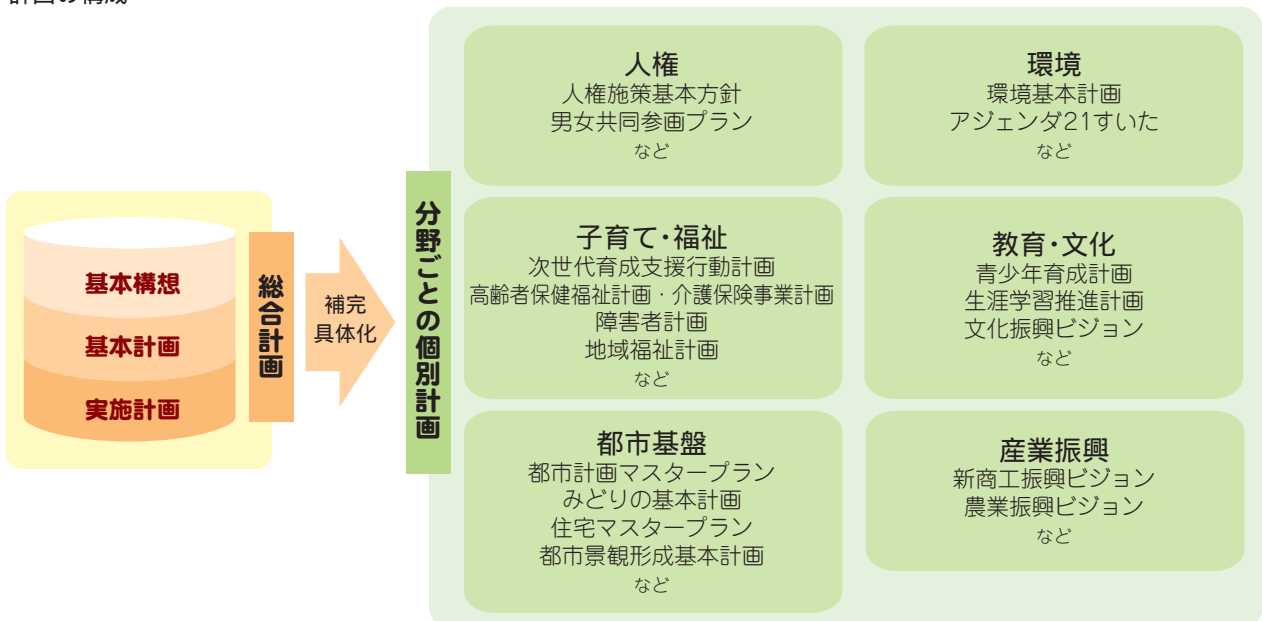 計画の構成
基本構想
基本計画
実施計画
総合計画
補完
具体化
分野ごとの個別計画
人権
人権施策基本方針
男女共同参画プラン
など
環境
環境基本計画
アジェンダ21すいた
など
子育て・福祉
次世代育成支援行動計画
高齢者保健福祉計画・介護保険事業計画
障害者計画
地域福祉計画
など
教育・文化
青少年育成計画
生涯学習推進計画
文化振興ビジョン
など
都市基盤
都市計画マスタープラン
みどりの基本計画
住宅マスタープラン
都市景観形成基本計画
など
産業振興
新商工振興ビジョン
農業振興ビジョン
など